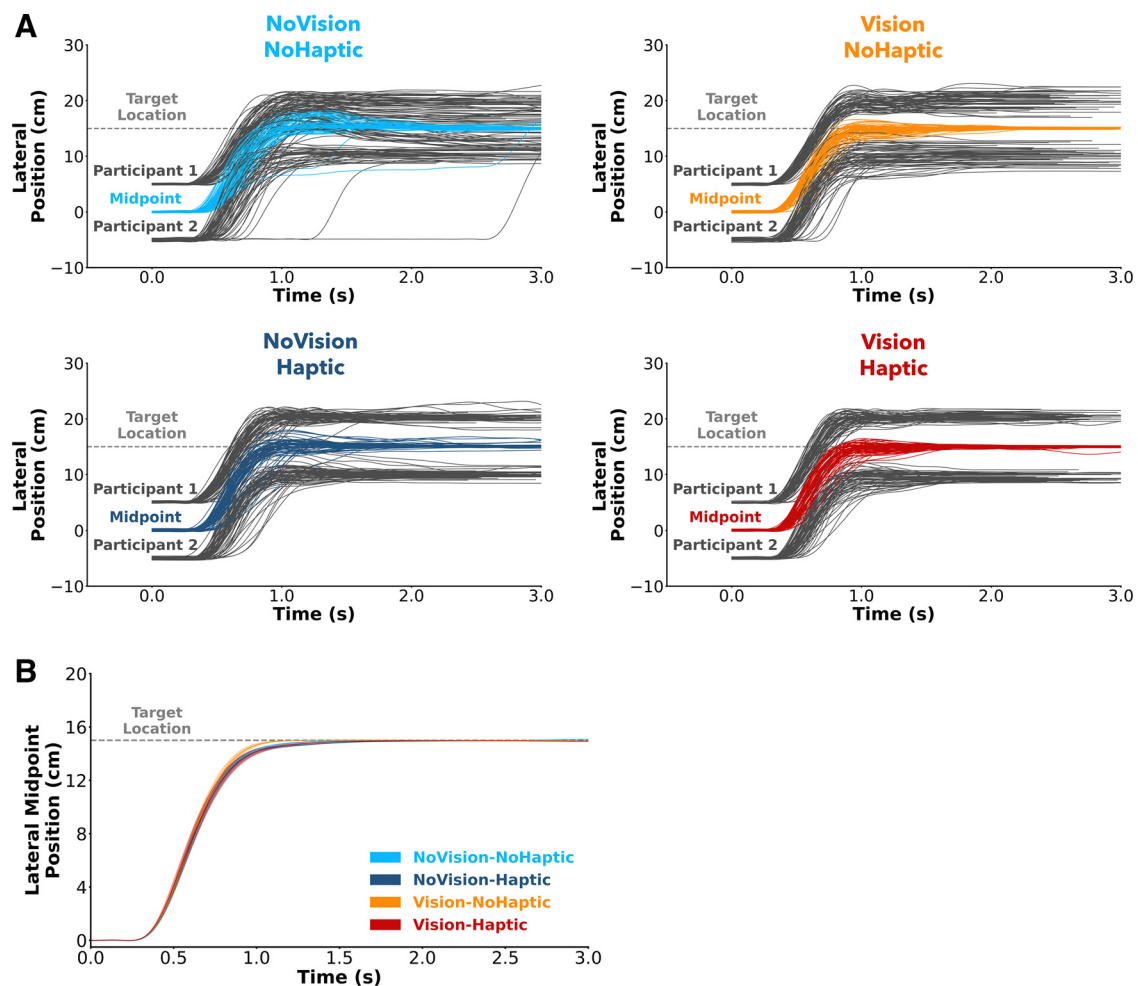 A
NoVision
NoHaptic
30
20
10
0
−10
Lateral
Position (cm)
Target
Location
Participant 1
Midpoint
Participant 2
0.0
1.0
2.0
3.0
Time (s)
Vision
NoHaptic
30
20
10
0
−10
Lateral
Position (cm)
Target
Location
Participant 1
Midpoint
Participant 2
0.0
1.0
2.0
3.0
Time (s)
NoVision
Haptic
30
20
10
0
−10
Lateral
Position (cm)
Target
Location
Participant 1
Midpoint
Participant 2
0.0
1.0
2.0
3.0
Time (s)
Vision
Haptic
30
20
10
0
−10
Lateral
Position (cm)
Target
Location
Participant 1
Midpoint
Participant 2
0.0
1.0
2.0
3.0
Time (s)
B
20
16
12
8
4
0
Lateral Midpoint
Position (cm)
Target
Location
NoVision-NoHaptic
NoVision-Haptic
Vision-NoHaptic
Vision-Haptic
0.0
0.5
1.0
1.5
2.0
2.5
3.0
Time (s)